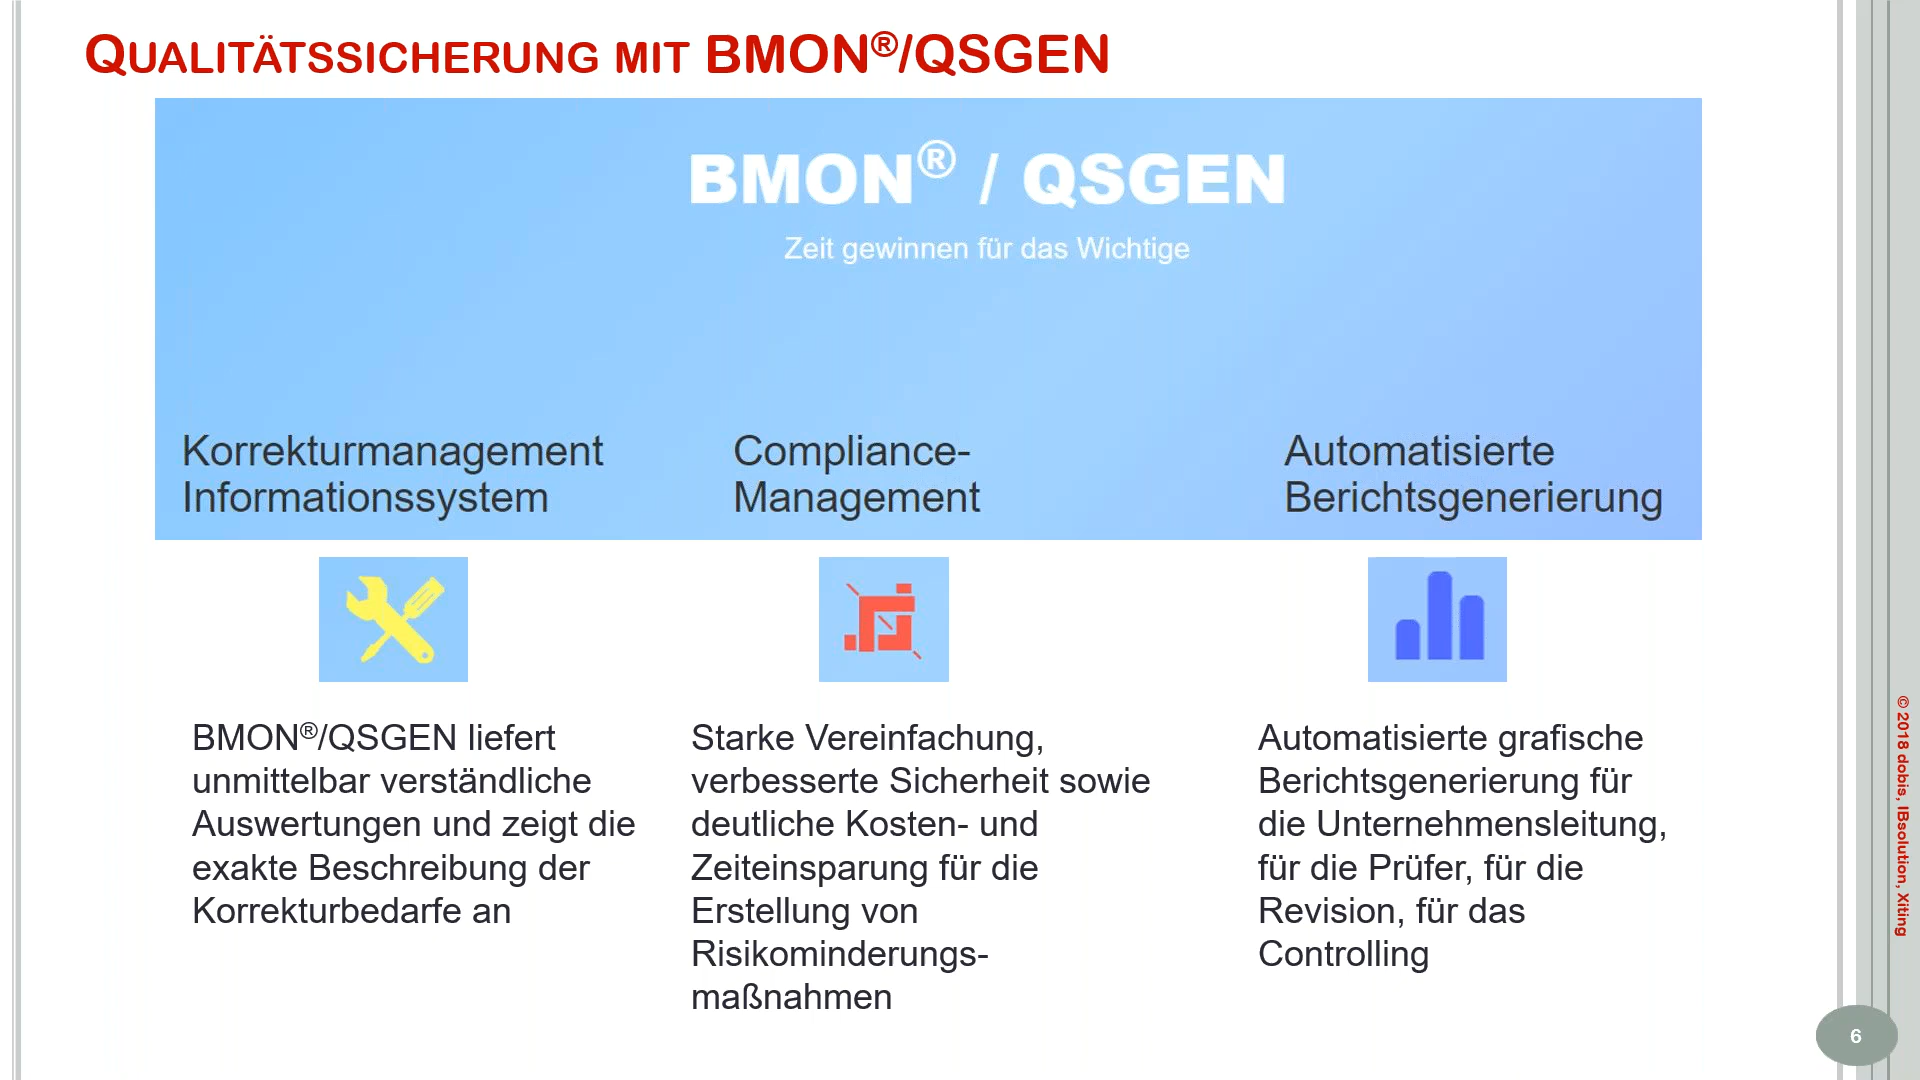 QUALITÄTSSICHERUNG MIT BMON®/QSGEN
BMON® / QSGEN
Zeit gewinnen für das Wichtige
Korrekturmanagement
Informationssystem
Compliance-
Management
Automatisierte
Berichtsgenerierung
BMON®/QSGEN liefert
unmittelbar verständliche
Auswertungen und zeigt die
exakte Beschreibung der
Korrekturbedarfe an
Starke Vereinfachung,
verbesserte Sicherheit sowie
deutliche Kosten- und
Zeiteinsparung für die
Erstellung von
Risikominderungs-
maßnahmen
Automatisierte grafische
Berichtsgenerierung für
die Unternehmensleitung,
für die Prüfer, für die
Revision, für das
Controlling
© 2018 dobis, IBsolution, Xiting
6